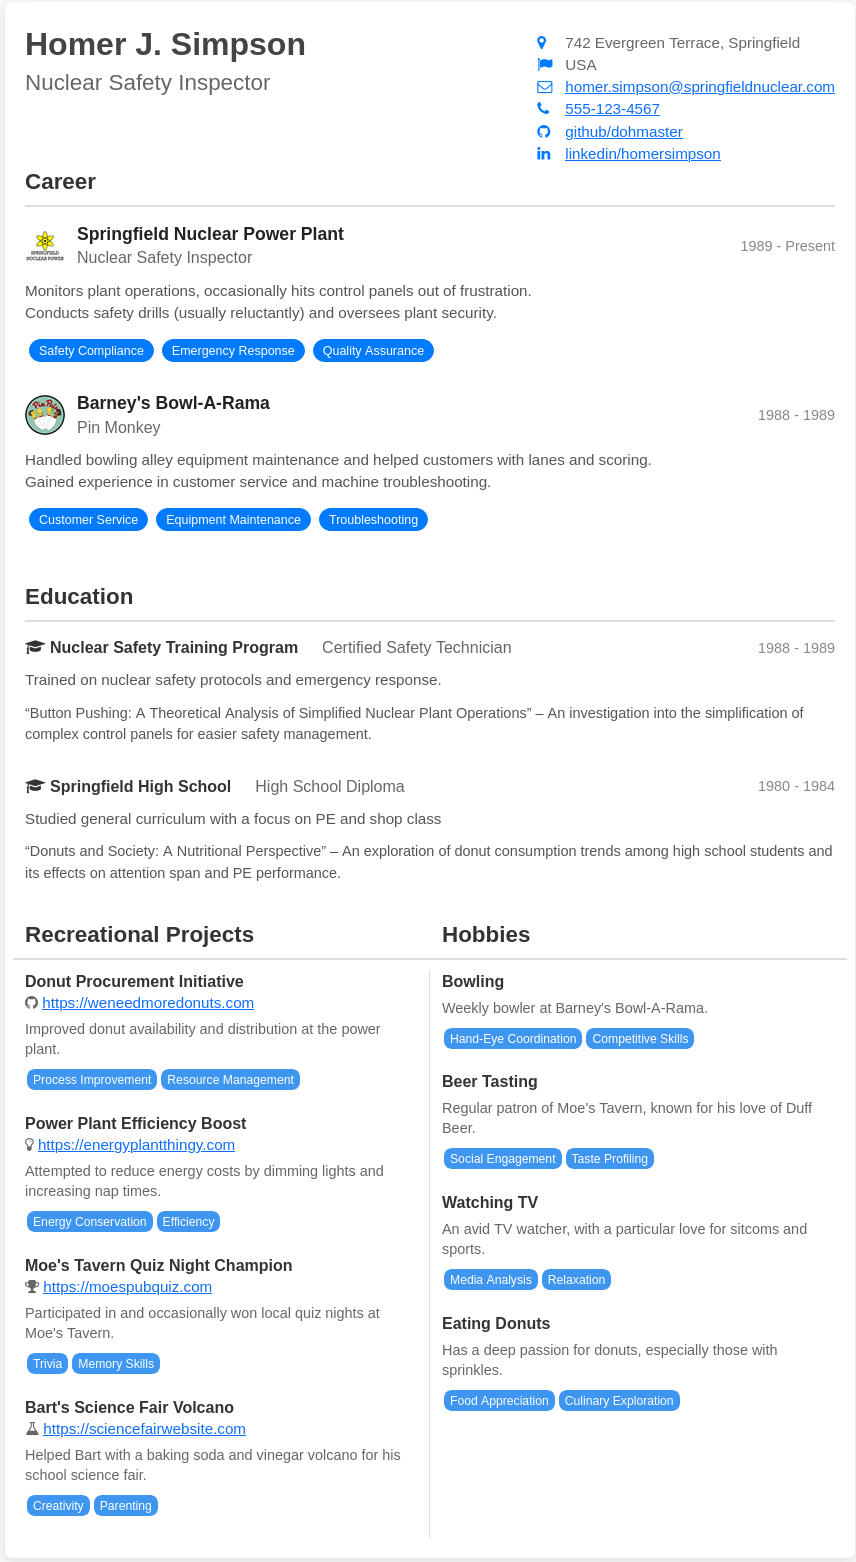 Homer J. Simpson
Nuclear Safety Inspector
742 Evergreen Terrace, Springfield
USA
homer.simpson@springfieldnuclear.com
555-123-4567
github/dohmaster
linkedin/homersimpson
Career
SPRINGFIELD
NUCLEAR POWER
Springfield Nuclear Power Plant
Nuclear Safety Inspector
1989 - Present
Monitors plant operations, occasionally hits control panels out of frustration.
Conducts safety drills (usually reluctantly) and oversees plant security.
Safety Compliance Emergency Response Quality Assurance
Pin Pals
Barney's Bowl-A-Rama
Pin Monkey
1988 - 1989
Handled bowling alley equipment maintenance and helped customers with lanes and scoring.
Gained experience in customer service and machine troubleshooting.
Customer Service Equipment Maintenance Troubleshooting
Education
Nuclear Safety Training Program Certified Safety Technician 1988 - 1989
Trained on nuclear safety protocols and emergency response.
“Button Pushing: A Theoretical Analysis of Simplified Nuclear Plant Operations” – An investigation into the simplification of
complex control panels for easier safety management.
Springfield High School High School Diploma 1980 - 1984
Studied general curriculum with a focus on PE and shop class
“Donuts and Society: A Nutritional Perspective” – An exploration of donut consumption trends among high school students and
its effects on attention span and PE performance.
Recreational Projects
Donut Procurement Initiative
https://weneedmoredonuts.com
Improved donut availability and distribution at the power
plant.
Process Improvement Resource Management
Power Plant Efficiency Boost
https://energyplantthingy.com
Attempted to reduce energy costs by dimming lights and
increasing nap times.
Energy Conservation Efficiency
Moe's Tavern Quiz Night Champion
https://moespubquiz.com
Participated in and occasionally won local quiz nights at
Moe's Tavern.
Trivia Memory Skills
Bart's Science Fair Volcano
https://sciencefairwebsite.com
Helped Bart with a baking soda and vinegar volcano for his
school science fair.
Creativity Parenting
Hobbies
Bowling
Weekly bowler at Barney's Bowl-A-Rama.
Hand-Eye Coordination Competitive Skills
Beer Tasting
Regular patron of Moe's Tavern, known for his love of Duff
Beer.
Social Engagement Taste Profiling
Watching TV
An avid TV watcher, with a particular love for sitcoms and
sports.
Media Analysis Relaxation
Eating Donuts
Has a deep passion for donuts, especially those with
sprinkles.
Food Appreciation Culinary Exploration